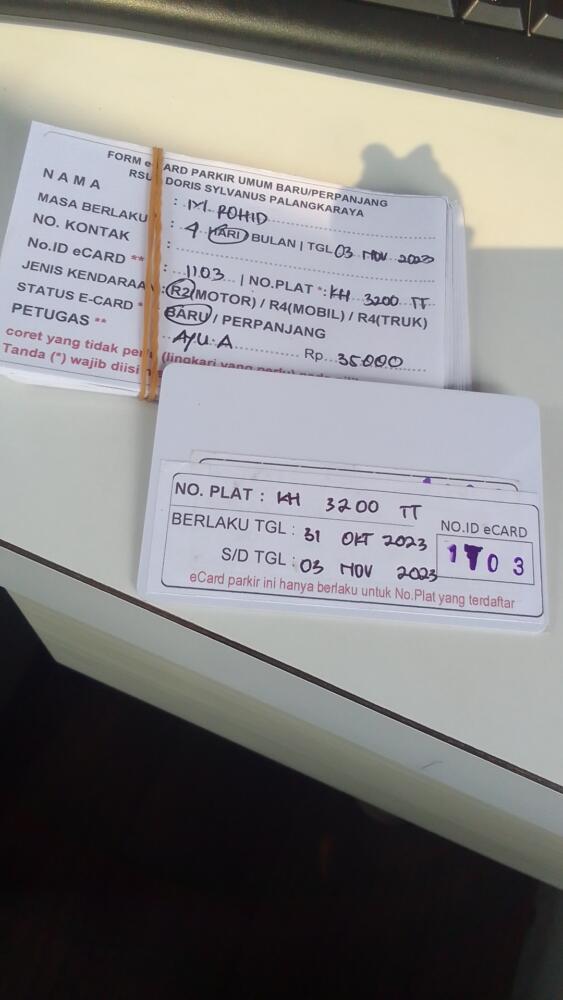 FORM eCARD PARKIR UMUM BARU/PERPANJANG
RSU DORIS SYLVANUS PALANGKARAYA
NAMA : M. ROHID
MASA BERLAKU : 4 HARI BULAN | TGL 03 NOV 2023
NO. KONTAK :
No.ID eCARD ** : 1103 | NO.PLAT * : KH 3200 TT
JENIS KENDARAAN : R2(MOTOR) / R4(MOBIL) / R4(TRUK)
STATUS E-CARD * : BARU / PERPANJANG
PETUGAS ** AYU.A Rp. 35.000
coret yang tidak per (lingkari yang perlu)
Tanda (*) wajib diisi
NO. PLAT : KH 3200 TT
BERLAKU TGL : 31 OKT 2023
NO.ID eCARD
1103
S/D TGL : 03 NOV 2023
eCard parkir ini hanya berlaku untuk No.Plat yang terdaftar